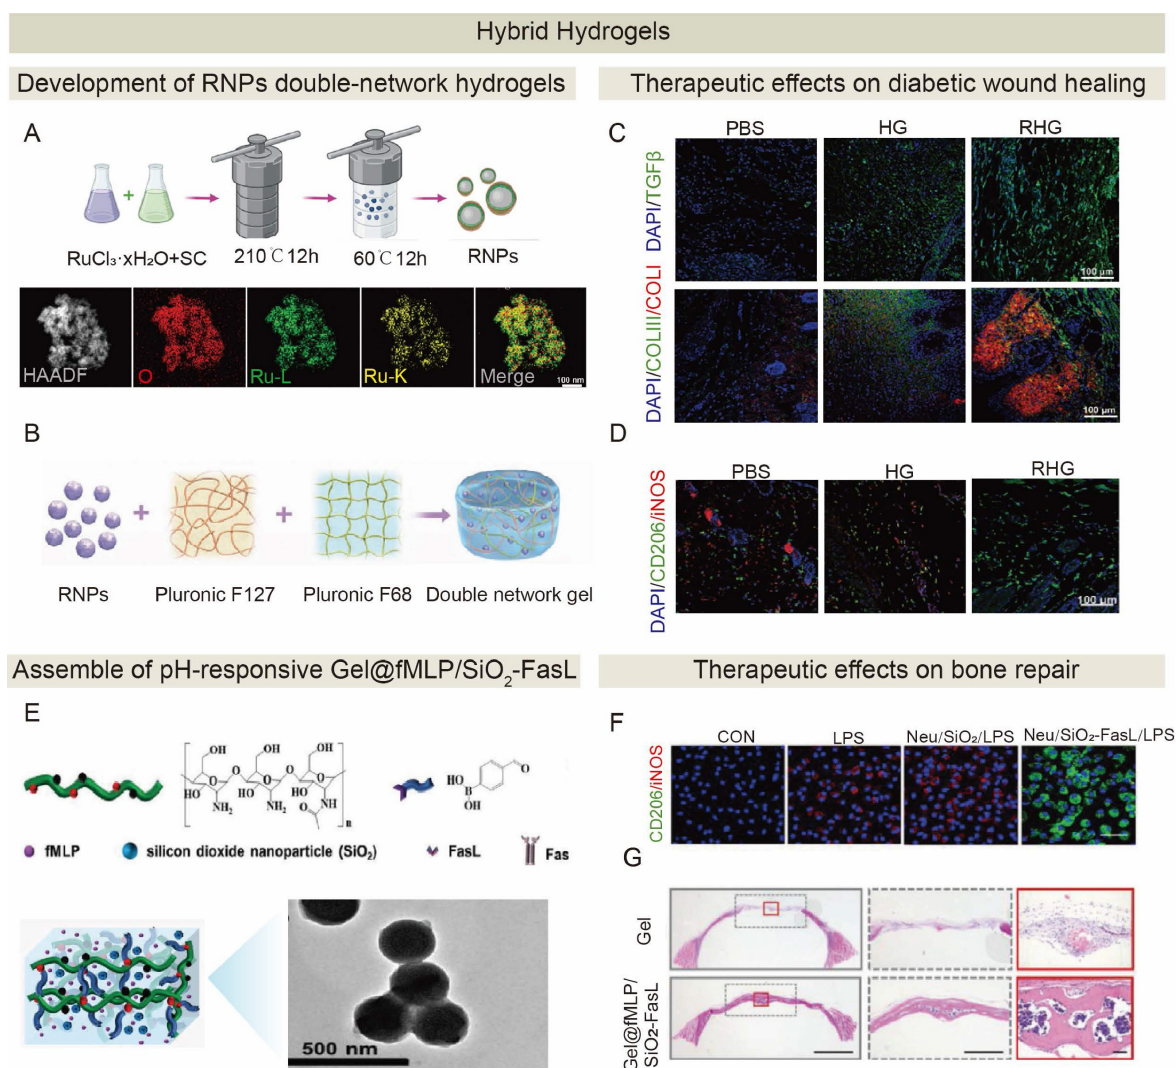 Hybrid Hydrogels
Development of RNPs double-network hydrogels
Therapeutic effects on diabetic wound healing
A
RuCl₃·xH₂O+SC
210℃ 12h
60℃ 12h
RNPs
HAADF
O
Ru-L
Ru-K
Merge
100 nm
B
RNPs
Pluronic F127
Pluronic F68
Double network gel
C
PBS
HG
RHG
DAPI/TGFβ
100 μm
DAPI/COLIII/COLI
100 μm
D
PBS
HG
RHG
DAPI/CD206/iNOS
100 μm
Assemble of pH-responsive Gel@fMLP/SiO₂-FasL
Therapeutic effects on bone repair
E
OH
OH
OH
O
O
O
O
HO
HO
HO
NH₂
NH₂
NH
O
n
HO
B
OH
O
fMLP
silicon dioxide nanoparticle (SiO₂)
FasL
Fas
500 nm
F
CON
LPS
Neu/SiO₂/LPS
Neu/SiO₂-FasL/LPS
CD206/iNOS
G
Gel
Gel@fMLP/
SiO₂-FasL